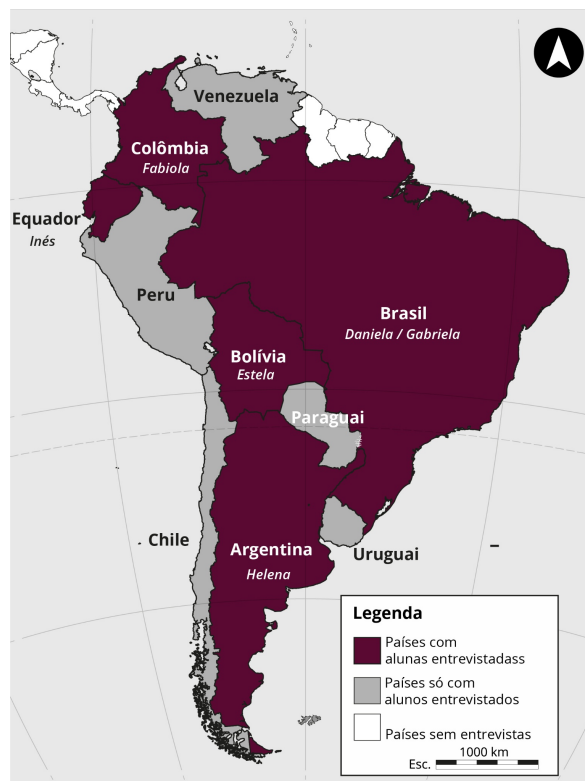 Venezuela
Colômbia
Fabiola
Equador
Inés
Peru
Brasil
Daniela / Gabriela
Bolívia
Estela
Paraguai
Chile
Argentina
Helena
Uruguai
Legenda
Países com
alunas entrevistadass
Países só com
alunos entrevistados
Países sem entrevistas
1000 km
Esc.